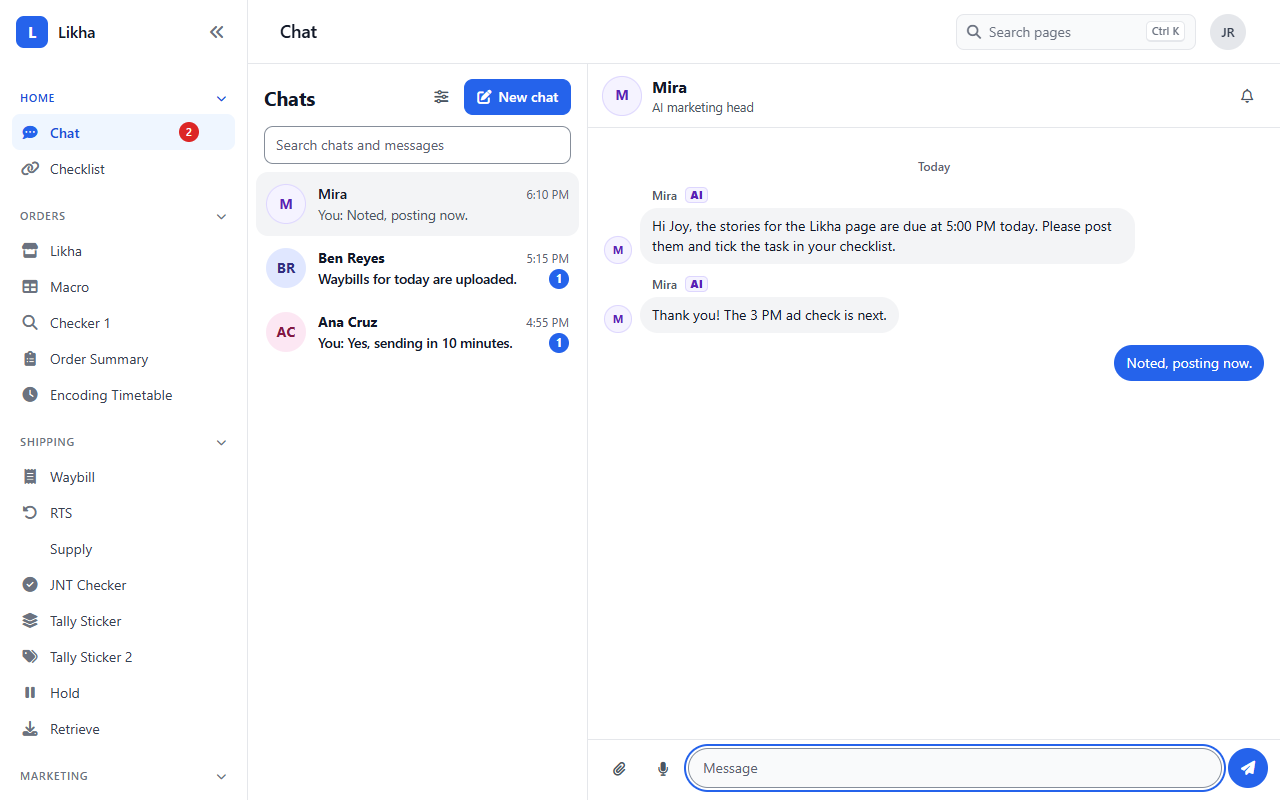 L Likha
HOME
Chat 2
Checklist
ORDERS
Likha
Macro
Checker 1
Order Summary
Encoding Timetable
SHIPPING
Waybill
RTS
Supply
JNT Checker
Tally Sticker
Tally Sticker 2
Hold
Retrieve
MARKETING
Chat
Search pages Ctrl K
JR
Chats
New chat
Search chats and messages
M
Mira 6:10 PM
You: Noted, posting now.
BR
Ben Reyes 5:15 PM
Waybills for today are uploaded. 1
AC
Ana Cruz 4:55 PM
You: Yes, sending in 10 minutes. 1
M
Mira
AI marketing head
Today
Mira AI
Hi Joy, the stories for the Likha page are due at 5:00 PM today. Please post
them and tick the task in your checklist.
M
Mira AI
Thank you! The 3 PM ad check is next.
M
Noted, posting now.
Message